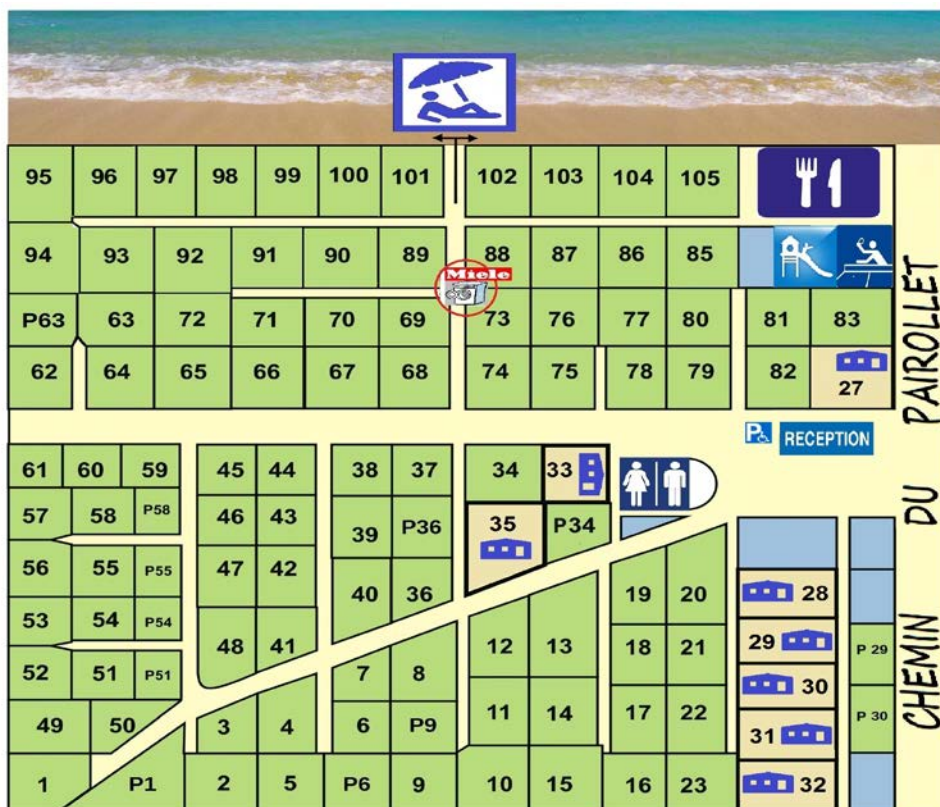 95 96 97 98 99 100 101 102 103 104 105
94 93 92 91 90 89 88 87 86 85
Miele
P63 63 72 71 70 69 73 76 77 80 81 83
62 64 65 66 67 68 74 75 78 79 82 27
P RECEPTION
61 60 59 45 44 38 37 34 33
57 58 P58 46 43 39 P36 35 P34
56 55 P55 47 42 40 36 19 20 28
53 54 P54 48 41 12 13 18 21 29 P 29
52 51 P51 7 8 30
49 50 3 4 6 P9 11 14 17 22 31 P 30
1 P1 2 5 P6 9 10 15 16 23 32
CHEMIN DU PAIROLLET